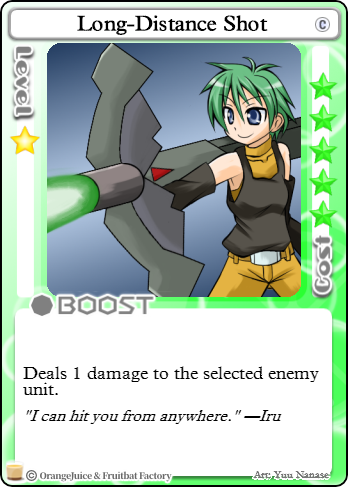 Long-Distance Shot
©
Level
Cost
BOOST
Deals 1 damage to the selected enemy
unit.
"I can hit you from anywhere." —Iru
© OrangeJuice & Fruitbat Factory
Art: Yuu Nanase